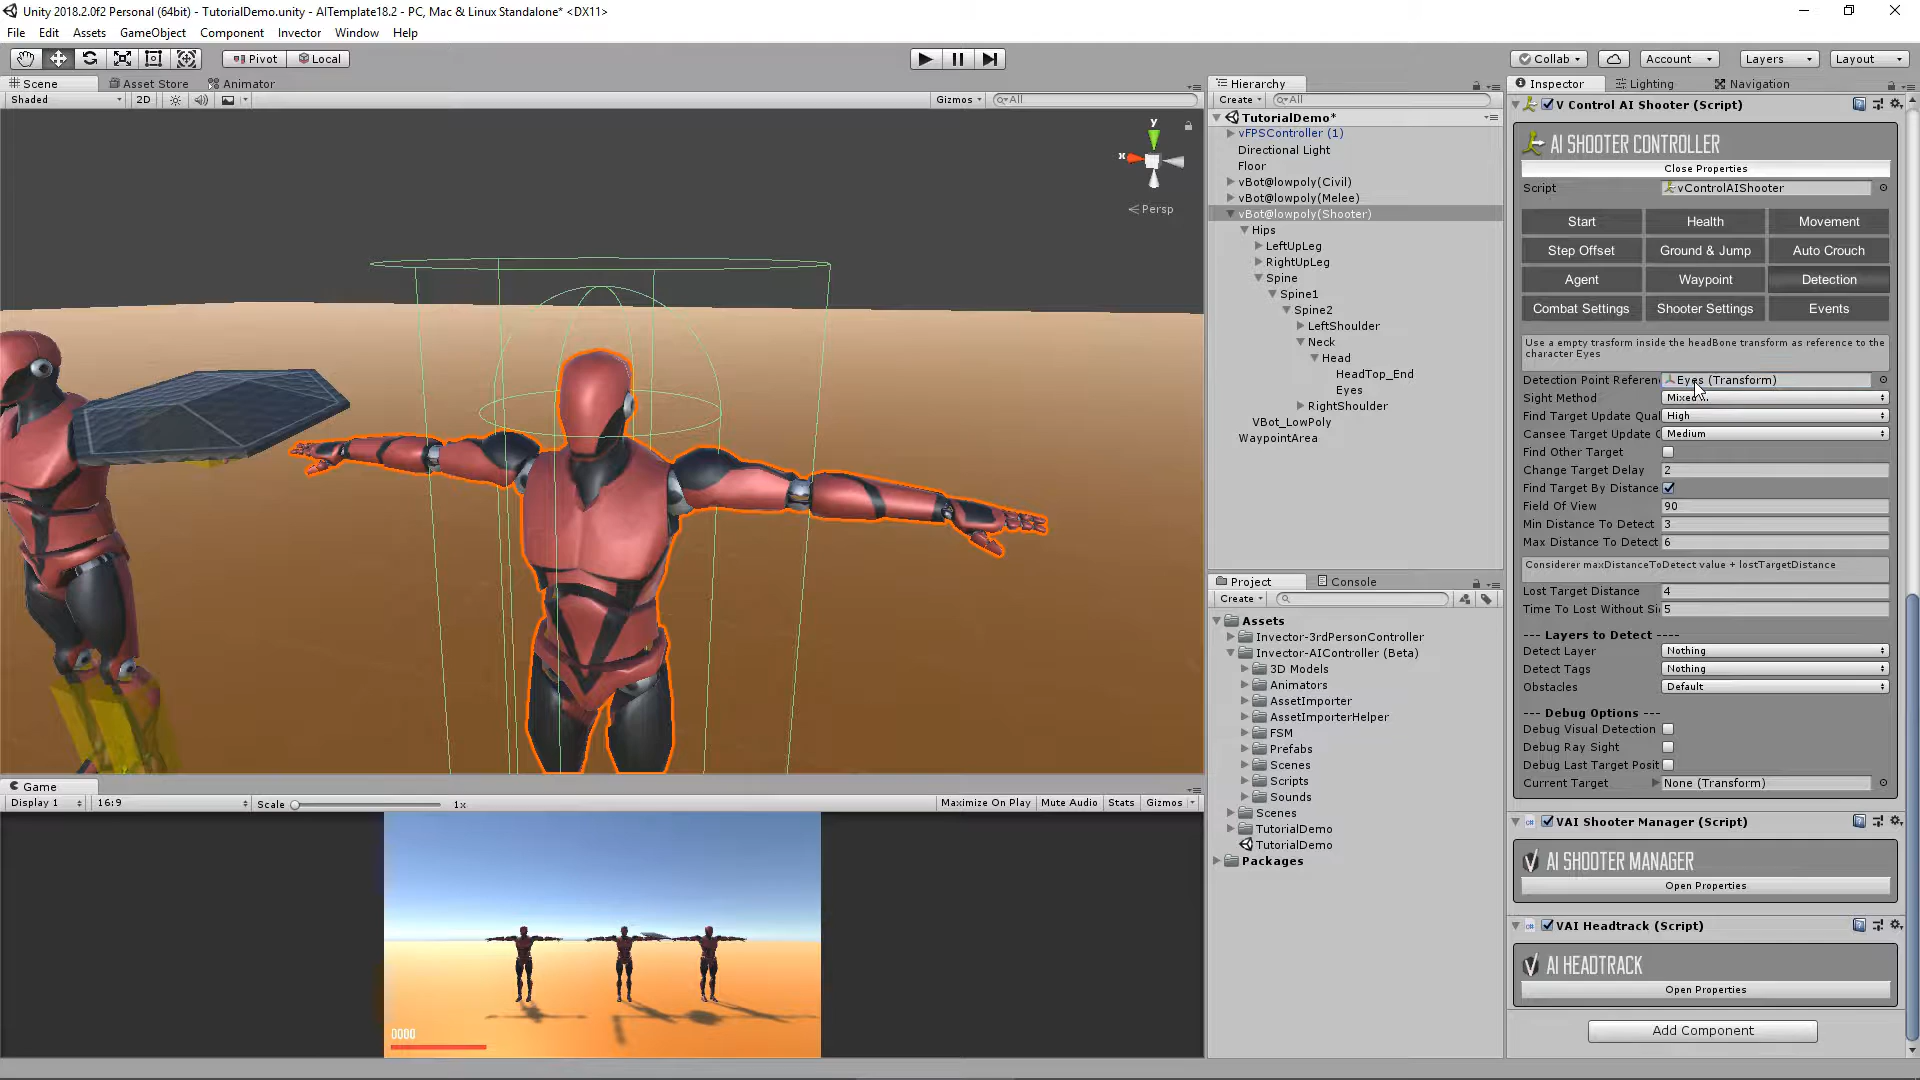 Unity 2018.2.0f2 Personal (64bit) - TutorialDemo.unity - AITemplate18.2 - PC, Mac & Linux Standalone* <DX11>
File Edit Assets GameObject Component Invector Window Help
Pivot Local Collab Account Layers Layout
Scene Asset Store Animator
Shaded 2D Gizmos All
y
x
Persp
Game
Display 1 16:9 Scale 1x Maximize On Play Mute Audio Stats Gizmos
0000
Hierarchy
Create All
TutorialDemo*
vFPSController (1)
Directional Light
Floor
vBot@lowpoly(Civil)
vBot@lowpoly(Melee)
vBot@lowpoly(Shooter)
Hips
LeftUpLeg
RightUpLeg
Spine
Spine1
Spine2
LeftShoulder
Neck
Head
HeadTop_End
Eyes
RightShoulder
VBot_LowPoly
WaypointArea
Project Console
Create
Assets
Invector-3rdPersonController
Invector-AIController (Beta)
3D Models
Animators
AssetImporter
AssetImporterHelper
FSM
Prefabs
Scenes
Scripts
Sounds
Scenes
TutorialDemo
TutorialDemo
Packages
Inspector Lighting Navigation
V Control AI Shooter (Script)
AI SHOOTER CONTROLLER
Close Properties
Script vControlAIShooter
Start Health Movement
Step Offset Ground & Jump Auto Crouch
Agent Waypoint Detection
Combat Settings Shooter Settings Events
Use a empty trasform inside the headBone transform as reference to the
character Eyes
Detection Point Referen Eyes (Transform)
Sight Method
Find Target Update Qual High
Cansee Target Update Q Medium
Find Other Target
Change Target Delay 2
Find Target By Distance
Field Of View 90
Min Distance To Detect 3
Max Distance To Detect 6
Considerer maxDistanceToDetect value + lostTargetDistance
Lost Target Distance 4
Time To Lost Without Si 5
--- Layers to Detect ----
Detect Layer Nothing
Detect Tags Nothing
Obstacles Default
--- Debug Options ---
Debug Visual Detection
Debug Ray Sight
Debug Last Target Posit
Current Target None (Transform)
VAI Shooter Manager (Script)
AI SHOOTER MANAGER
Open Properties
VAI Headtrack (Script)
AI HEADTRACK
Open Properties
Add Component